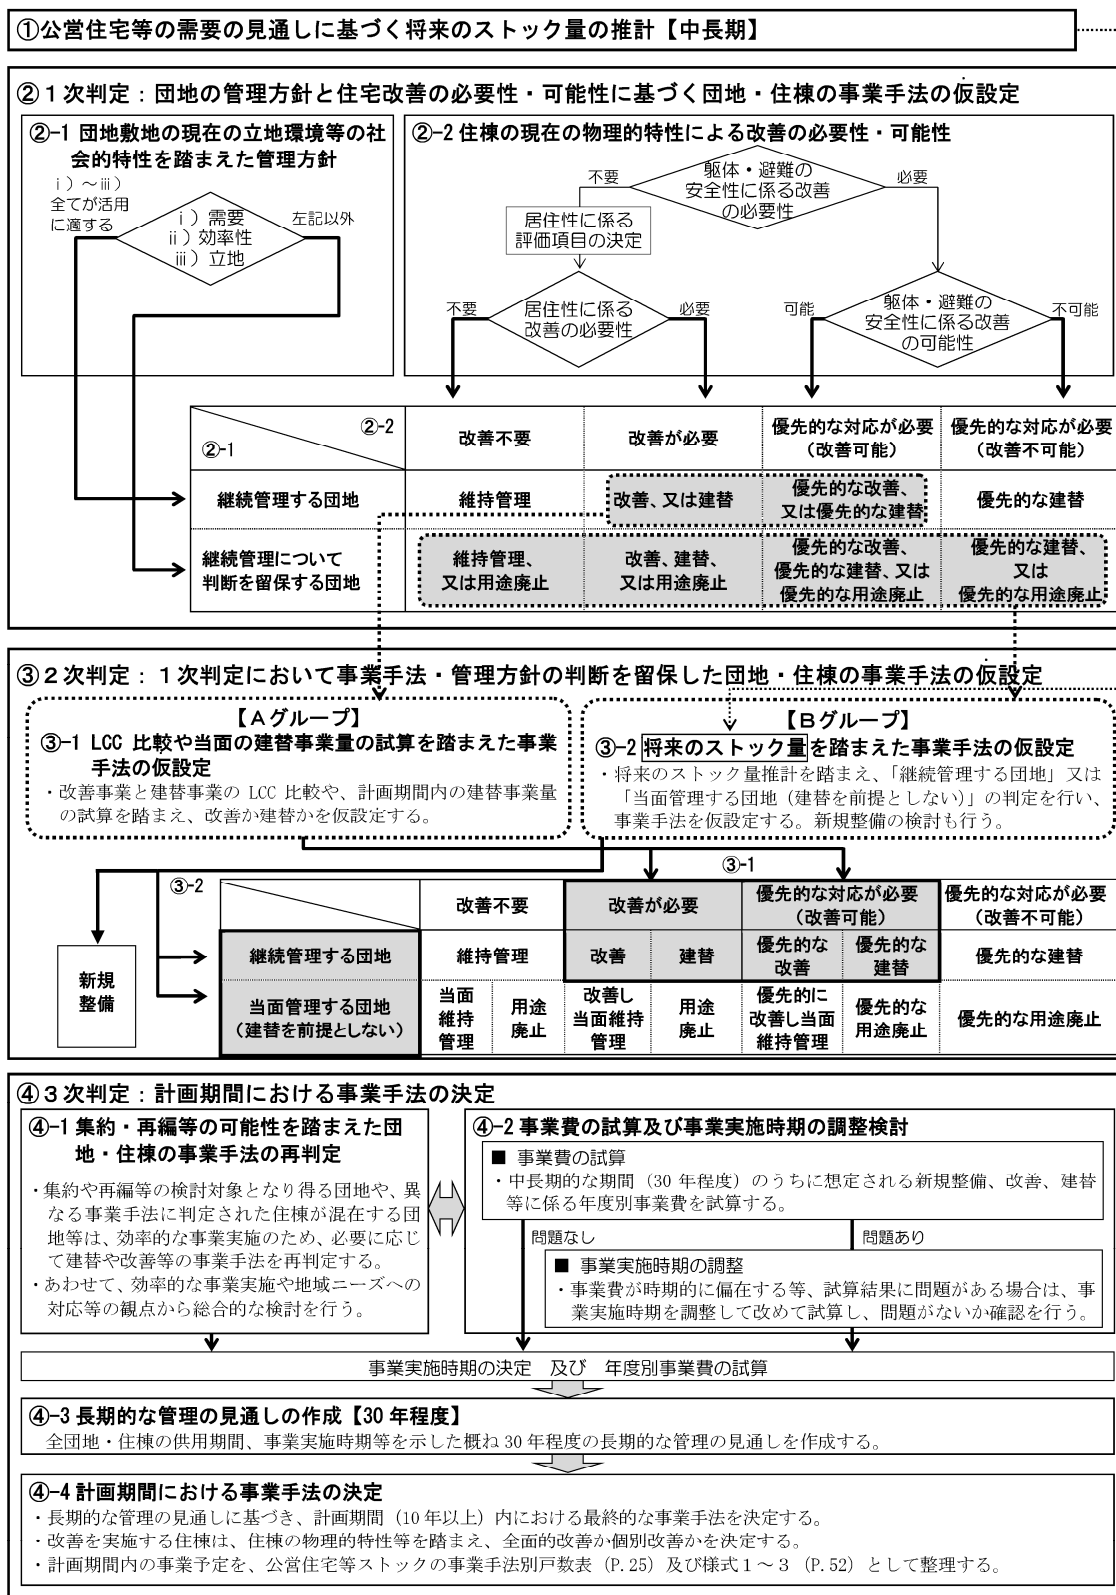 ①公営住宅等の需要の見通しに基づく将来のストック量の推計【中長期】
②１次判定：団地の管理方針と住宅改善の必要性・可能性に基づく団地・住棟の事業手法の仮設定
②-1 団地敷地の現在の立地環境等の社
会的特性を踏まえた管理方針
ⅰ）～ⅲ）
全てが活用
に適する
ⅰ）需要
ⅱ）効率性
ⅲ）立地
左記以外
②-2 住棟の現在の物理的特性による改善の必要性・可能性
不要
躯体・避難の
安全性に係る改善
の必要性
必要
居住性に係る
評価項目の決定
不要
居住性に係る
改善の必要性
必要
可能
躯体・避難の
安全性に係る改善
の可能性
不可能
②-2
②-1
改善不要
改善が必要
優先的な対応が必要
（改善可能）
優先的な対応が必要
（改善不可能）
継続管理する団地
維持管理
改善、又は建替
優先的な改善、
又は優先的な建替
優先的な建替
継続管理について
判断を留保する団地
維持管理、
又は用途廃止
改善、建替、
又は用途廃止
優先的な改善、
優先的な建替、又は
優先的な用途廃止
優先的な建替、
又は
優先的な用途廃止
③２次判定：１次判定において事業手法・管理方針の判断を留保した団地・住棟の事業手法の仮設定
【Ａグループ】
③-1 LCC 比較や当面の建替事業量の試算を踏まえた事業
手法の仮設定
・改善事業と建替事業の LCC 比較や、計画期間内の建替事業量
の試算を踏まえ、改善か建替かを仮設定する。
【Ｂグループ】
③-2 将来のストック量を踏まえた事業手法の仮設定
・将来のストック量推計を踏まえ、「継続管理する団地」又は
「当面管理する団地（建替を前提としない）」の判定を行い、
事業手法を仮設定する。新規整備の検討も行う。
③-1
③-2
改善不要
改善が必要
優先的な対応が必要
（改善可能）
優先的な対応が必要
（改善不可能）
新規
整備
継続管理する団地
維持管理
改善
建替
優先的な
改善
優先的な
建替
優先的な建替
当面管理する団地
（建替を前提としない）
当面
維持
管理
用途
廃止
改善し
当面維持
管理
用途
廃止
優先的に
改善し当面
維持管理
優先的な
用途廃止
優先的な用途廃止
④３次判定：計画期間における事業手法の決定
④-1 集約・再編等の可能性を踏まえた団
地・住棟の事業手法の再判定
・集約や再編等の検討対象となり得る団地や、異
なる事業手法に判定された住棟が混在する団
地等は、効率的な事業実施のため、必要に応じ
て建替や改善等の事業手法を再判定する。
・あわせて、効率的な事業実施や地域ニーズへの
対応等の観点から総合的な検討を行う。
④-2 事業費の試算及び事業実施時期の調整検討
■ 事業費の試算
・中長期的な期間（30 年程度）のうちに想定される新規整備、改善、建替
等に係る年度別事業費を試算する。
問題なし
問題あり
■ 事業実施時期の調整
・事業費が時期的に偏在する等、試算結果に問題がある場合は、事
業実施時期を調整して改めて試算し、問題がないか確認を行う。
事業実施時期の決定　及び　年度別事業費の試算
④-3 長期的な管理の見通しの作成【30 年程度】
全団地・住棟の供用期間、事業実施時期等を示した概ね 30 年程度の長期的な管理の見通しを作成する。
④-4 計画期間における事業手法の決定
・長期的な管理の見通しに基づき、計画期間（10 年以上）内における最終的な事業手法を決定する。
・改善を実施する住棟は、住棟の物理的特性等を踏まえ、全面的改善か個別改善かを決定する。
・計画期間内の事業予定を、公営住宅等ストックの事業手法別戸数表（P.25）及び様式１～３（P.52）として整理する。